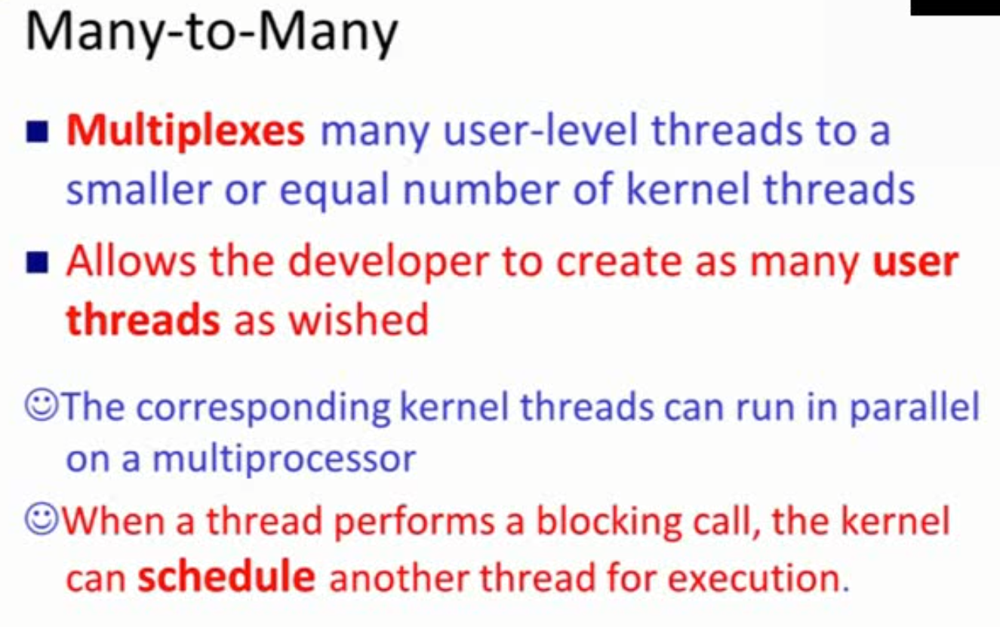 Many-to-Many
■ Multiplexes many user-level threads to a
smaller or equal number of kernel threads
■ Allows the developer to create as many user
threads as wished
☺The corresponding kernel threads can run in parallel
on a multiprocessor
☺When a thread performs a blocking call, the kernel
can schedule another thread for execution.